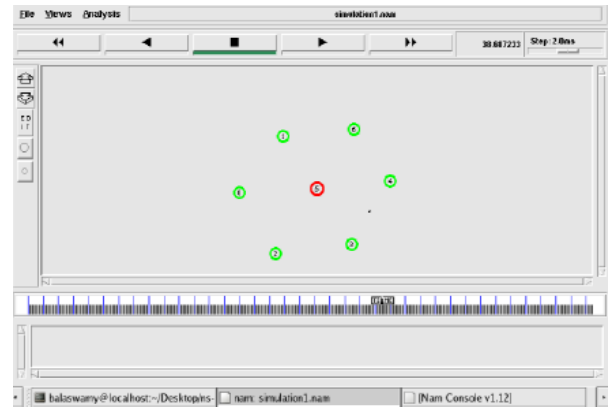 File Views Analysis simulation1.nam
38.687233 Step: 2.0ms
1
6
5
4
2
3
balaswamy@localhost:~/Desktop/ns- nam: simulation1.nam [Nam Console v1.12]